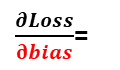 ∂Loss
∂bias =